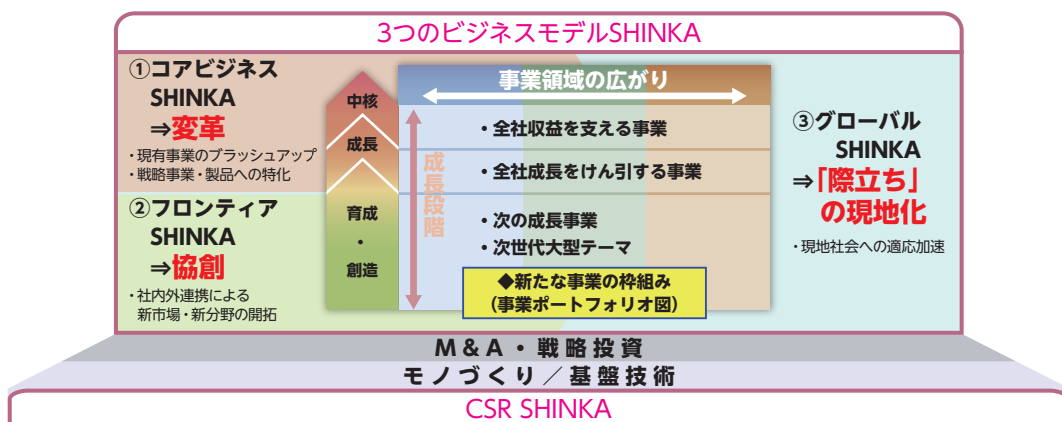 3つのビジネスモデルSHINKA
①コアビジネス
SHINKA
⇒変革
・現有事業のブラッシュアップ
・戦略事業・製品への特化
②フロンティア
SHINKA
⇒協創
・社内外連携による
新市場・新分野の開拓
中核
成長
育成
・
創造
事業領域の広がり
成長段階
・全社収益を支える事業
・全社成長をけん引する事業
・次の成長事業
・次世代大型テーマ
◆新たな事業の枠組み
（事業ポートフォリオ図）
③グローバル
SHINKA
⇒「際立ち」
の現地化
・現地社会への適応加速
M&A・戦略投資
モノづくり／基盤技術
CSR SHINKA